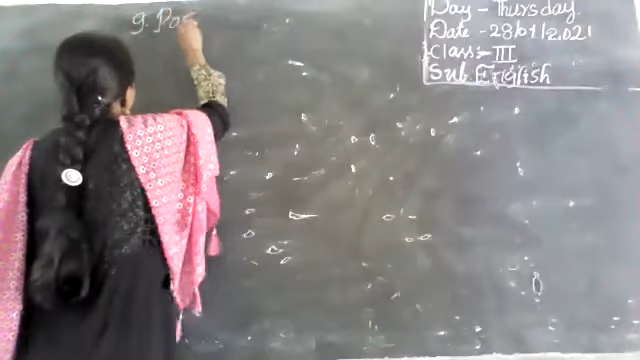 9. Pos
Day - Thursday
Date - 28/01/2021
Class:- III
Sub English